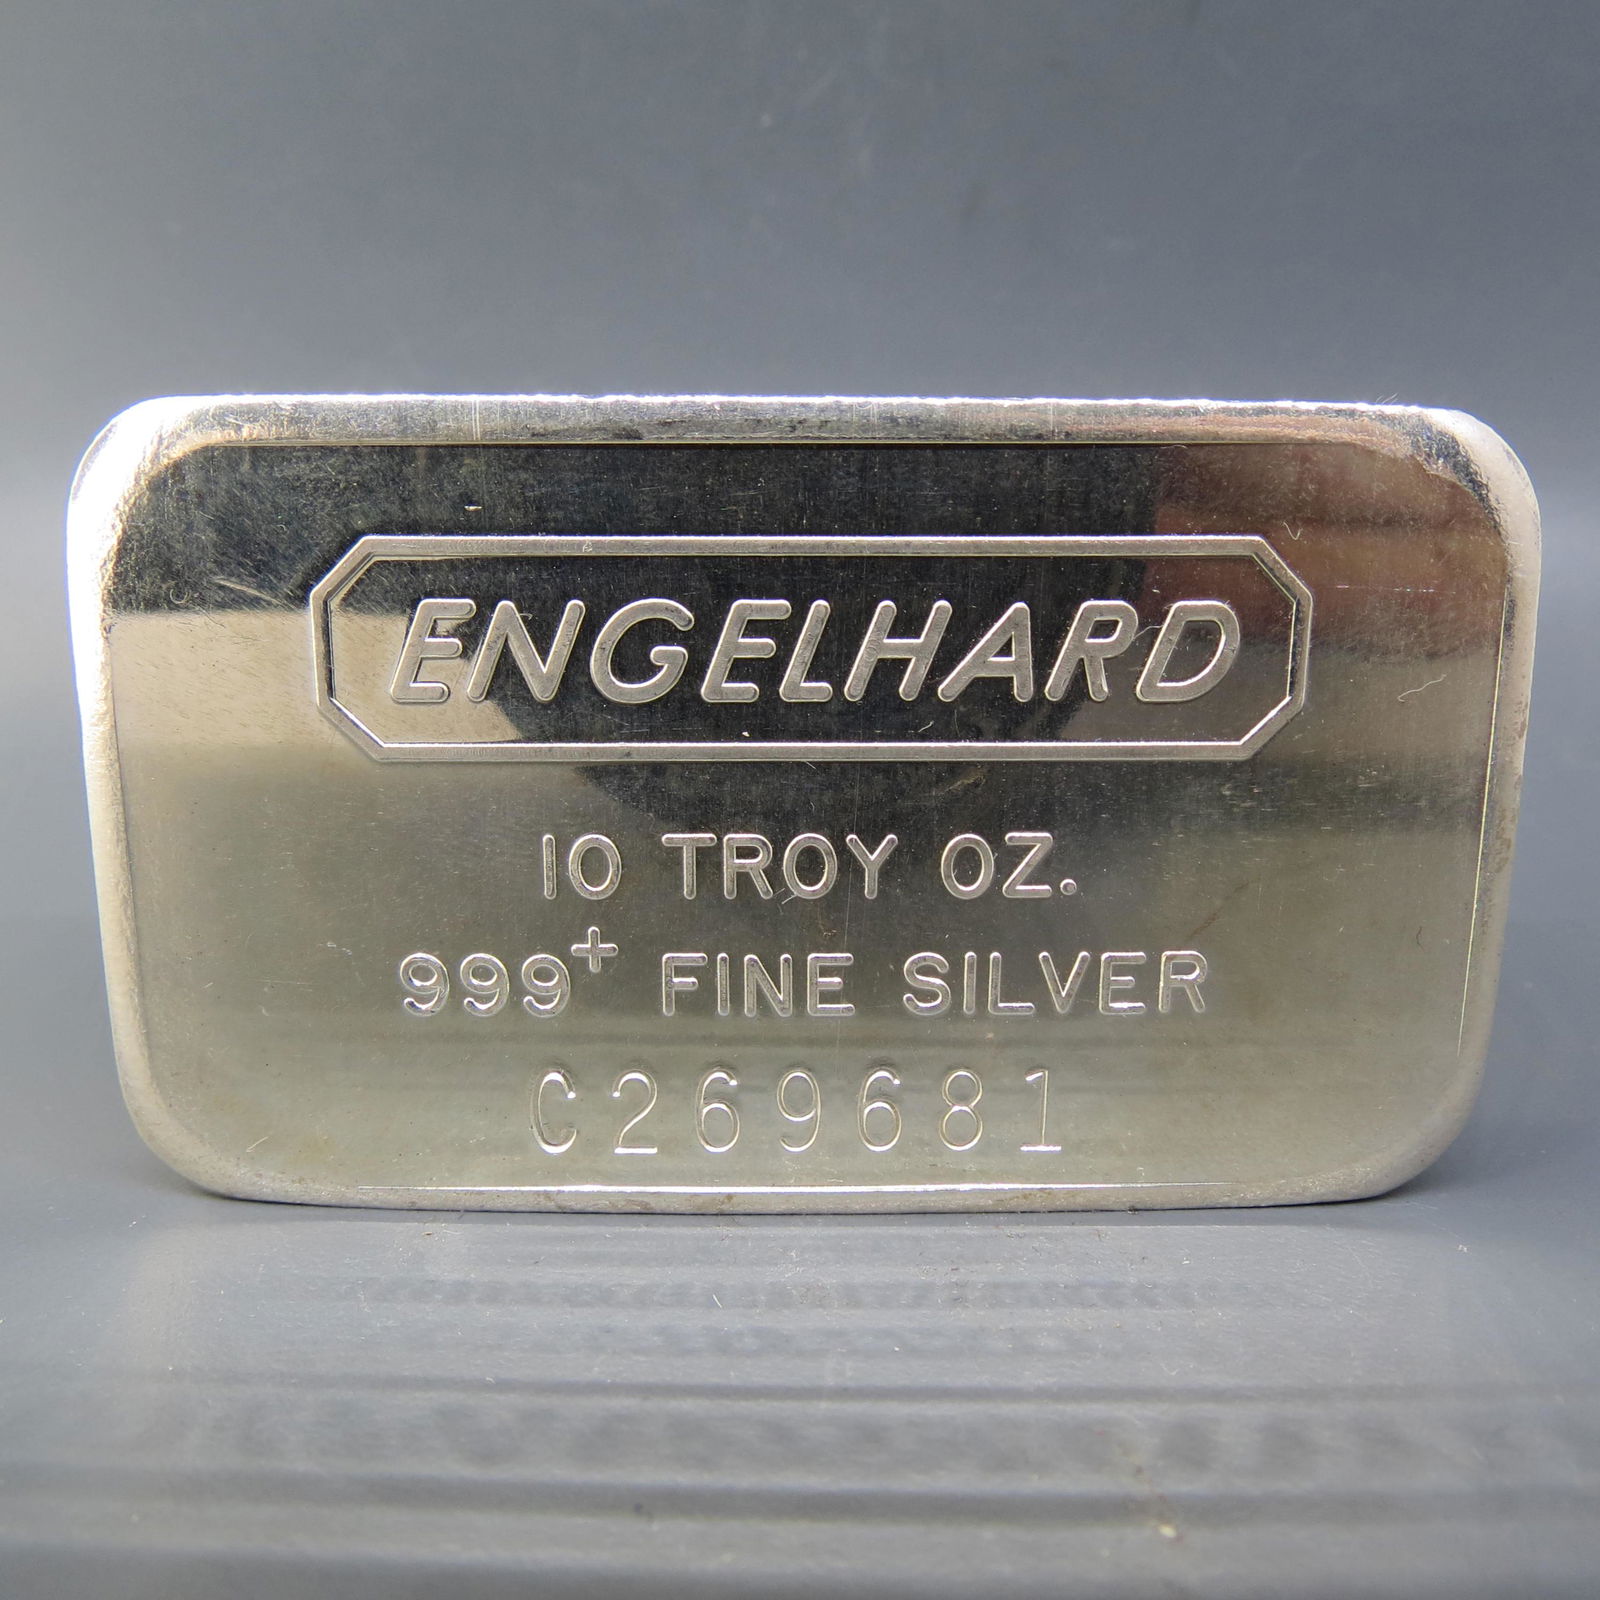 ENGELHARD
10 TROY OZ.
999+ FINE SILVER
C269681